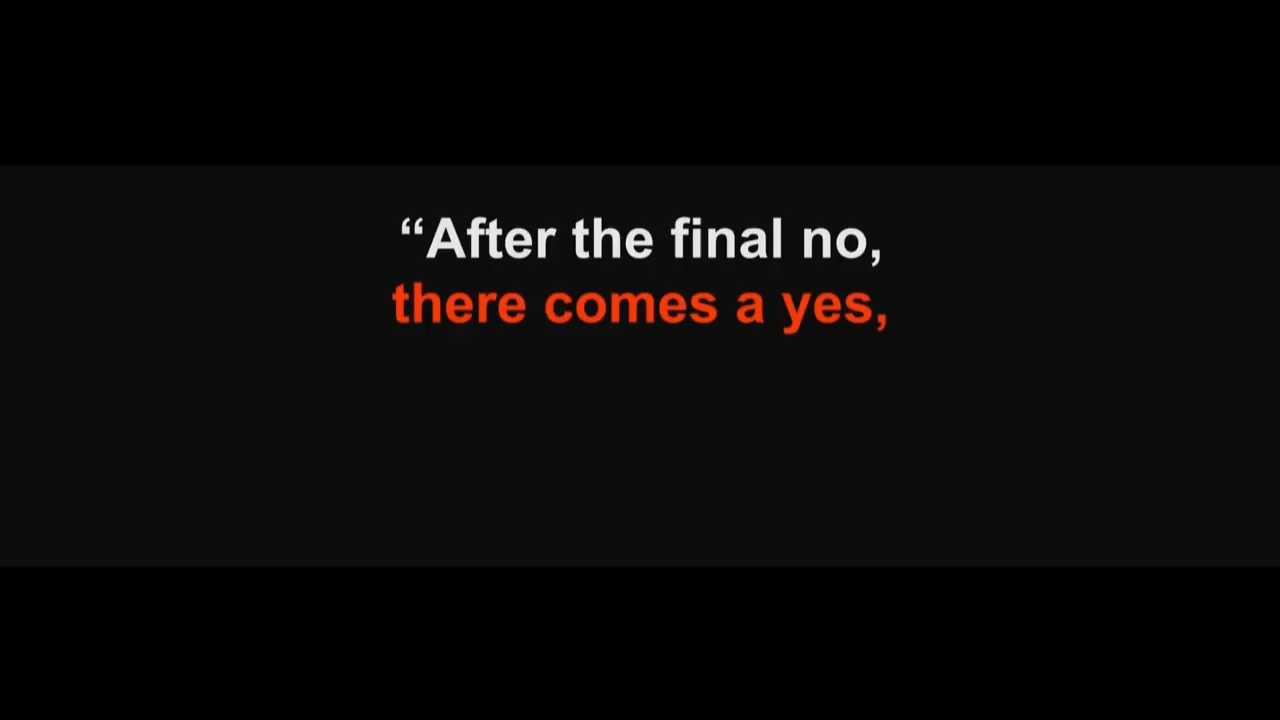 “After the final no,
there comes a yes,